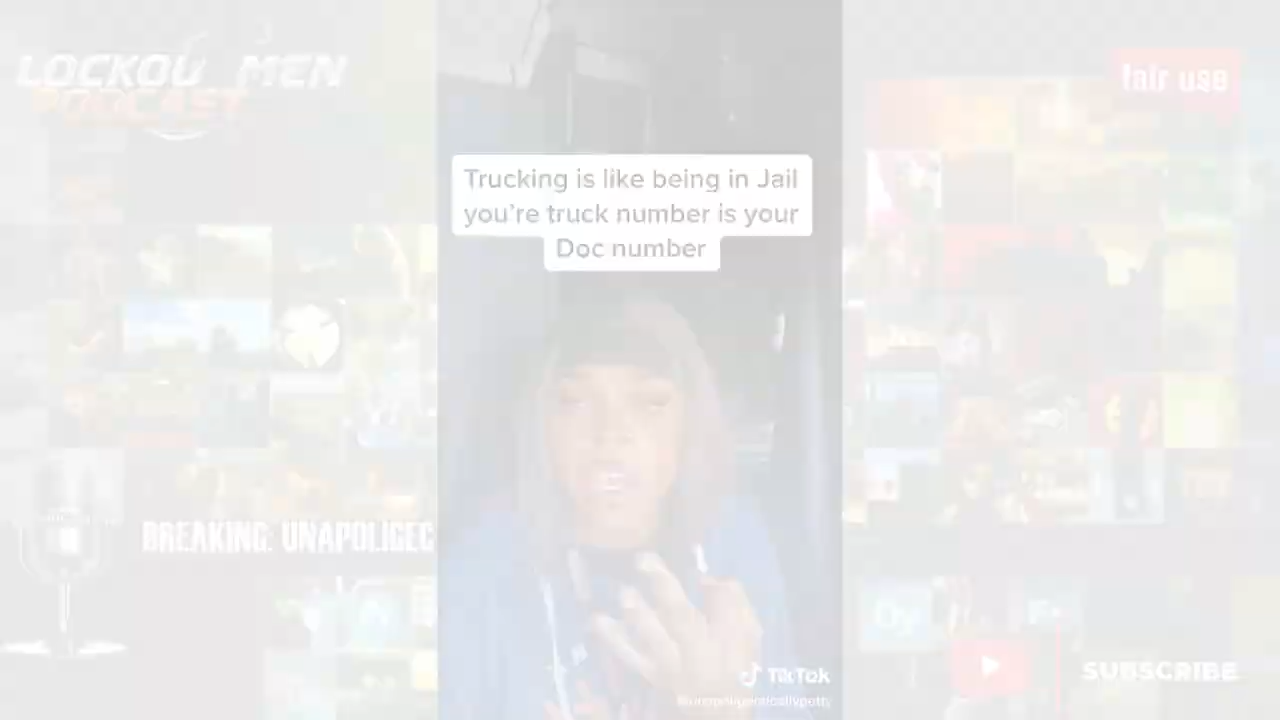 LOCKOU MEN
PODCAST
fair use
Trucking is like being in Jail
you’re truck number is your
Doc number
BREAKING: UNAPOLIGEC
TikTok
SUBSCRIBE